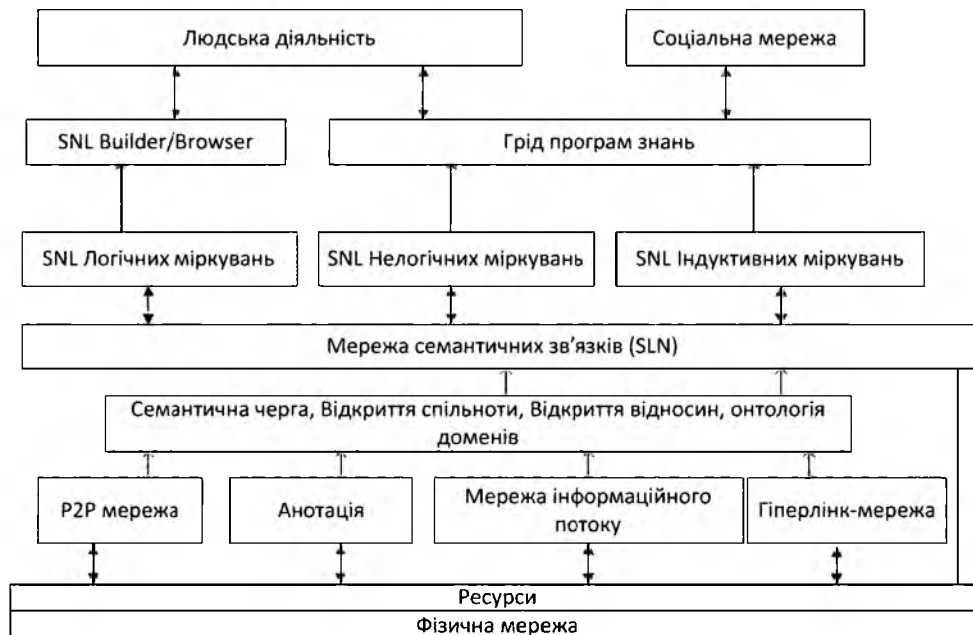 Людська діяльність
Соціальна мережа
SNL Builder/Browser
Грід програм знань
SNL Логічних міркувань
SNL Нелогічних міркувань
SNL Індуктивних міркувань
Мережа семантичних зв'язків (SLN)
Семантична черга, Відкриття спільноти, Відкриття відносин, онтологія
доменів
P2P мережа
Анотація
Мережа інформаційного
потоку
Гіперлінк-мережа
Ресурси
Фізична мережа